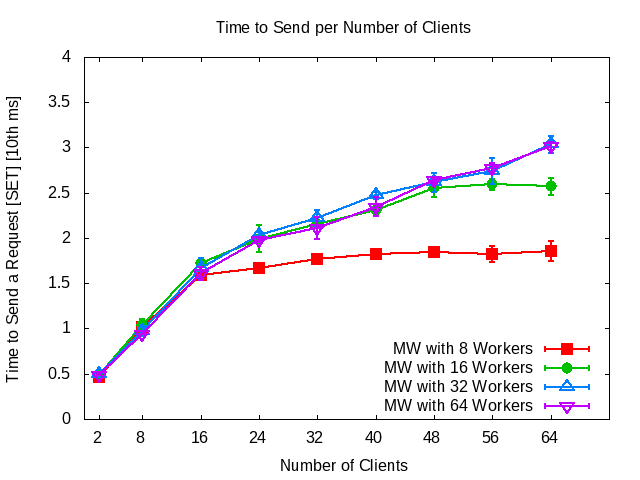 Time to Send per Number of Clients
Time to Send a Request [SET] [10th ms]
4
3.5
3
2.5
2
1.5
1
0.5
0
2 8 16 24 32 40 48 56 64
Number of Clients
MW with 8 Workers
MW with 16 Workers
MW with 32 Workers
MW with 64 Workers